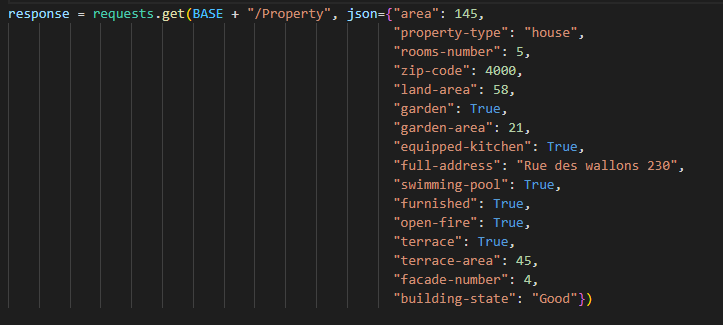 response = requests.get(BASE + "/Property", json={"area": 145,
"property-type": "house",
"rooms-number": 5,
"zip-code": 4000,
"land-area": 58,
"garden": True,
"garden-area": 21,
"equipped-kitchen": True,
"full-address": "Rue des wallons 230",
"swimming-pool": True,
"furnished": True,
"open-fire": True,
"terrace": True,
"terrace-area": 45,
"facade-number": 4,
"building-state": "Good"})